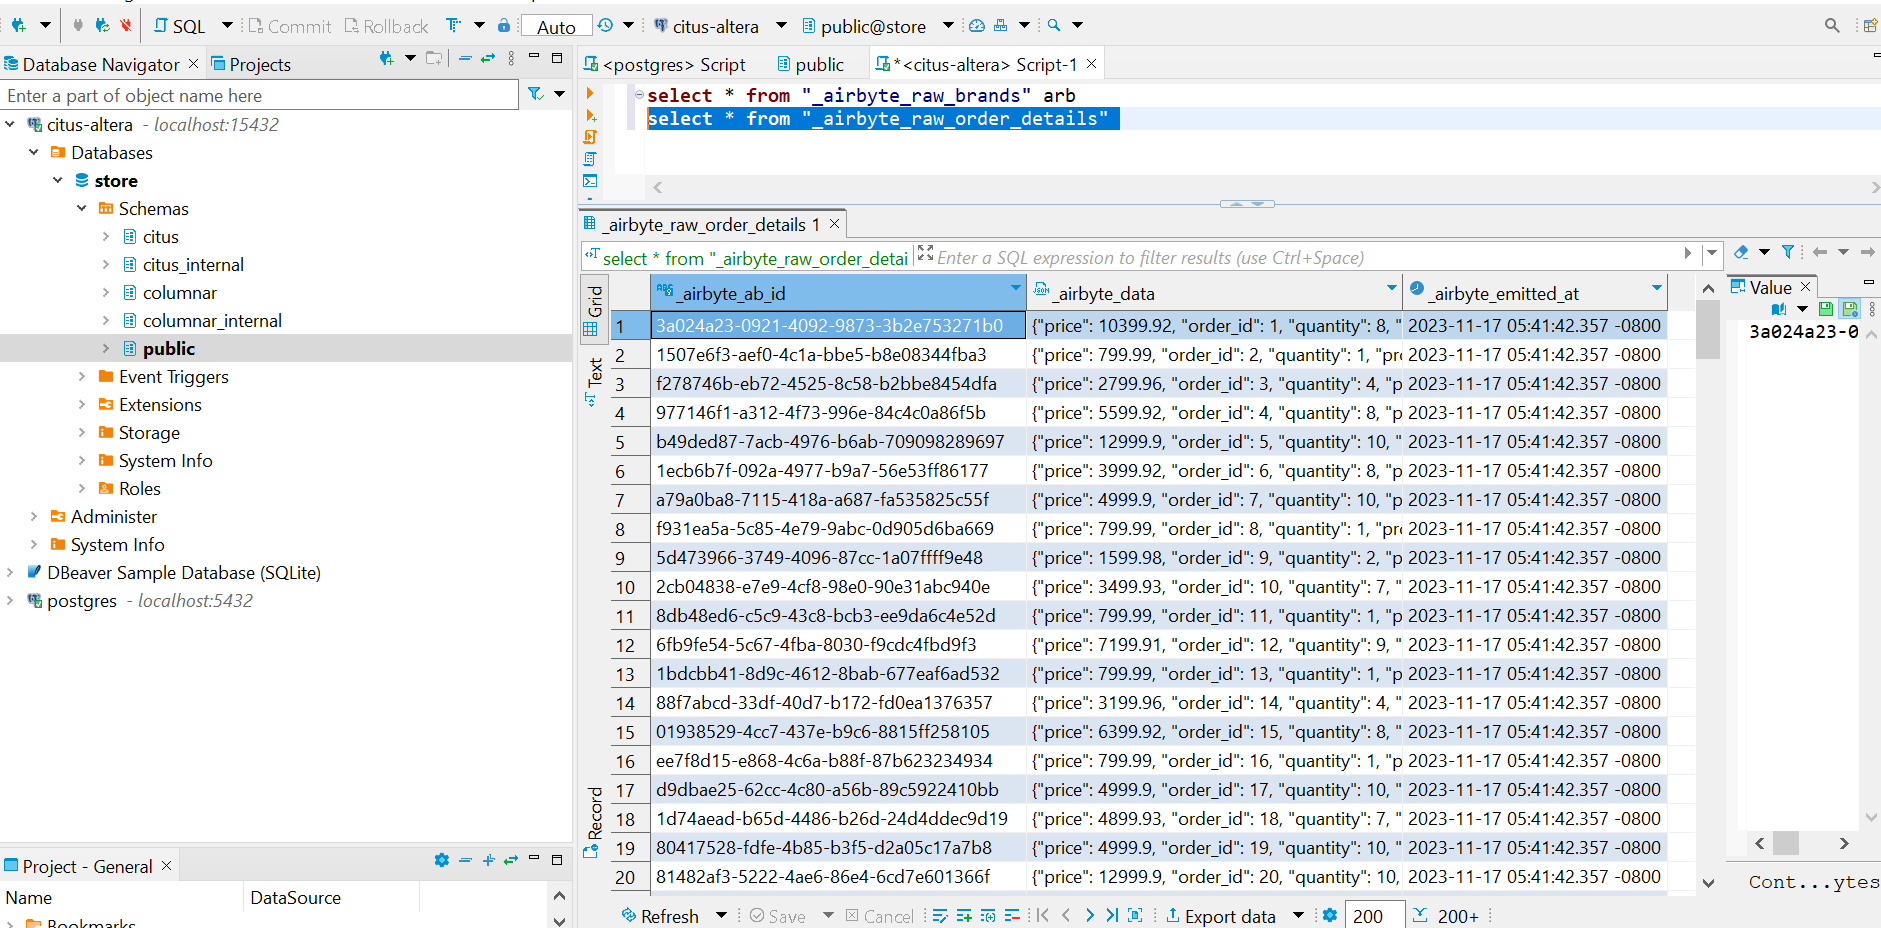 SQL Commit Rollback Auto citus-altera public@store
Database Navigator Projects
Enter a part of object name here
citus-altera - localhost:15432
Databases
store
Schemas
citus
citus_internal
columnar
columnar_internal
public
Event Triggers
Extensions
Storage
System Info
Roles
Administer
System Info
DBeaver Sample Database (SQLite)
postgres - localhost:5432
Project - General
Name DataSource
Bookmarks
<postgres> Script public *<citus-altera> Script-1
select * from "_airbyte_raw_brands" arb
select * from "_airbyte_raw_order_details"
_airbyte_raw_order_details 1
select * from "_airbyte_raw_order_detai Enter a SQL expression to filter results (use Ctrl+Space)
Grid
Text
Record
_airbyte_ab_id _airbyte_data _airbyte_emitted_at
1 3a024a23-0921-4092-9873-3b2e753271b0 {"price": 10399.92, "order_id": 1, "quantity": 8, " 2023-11-17 05:41:42.357 -0800
2 1507e6f3-aef0-4c1a-bbe5-b8e08344fba3 {"price": 799.99, "order_id": 2, "quantity": 1, "pro 2023-11-17 05:41:42.357 -0800
3 f278746b-eb72-4525-8c58-b2bbe8454dfa {"price": 2799.96, "order_id": 3, "quantity": 4, "p 2023-11-17 05:41:42.357 -0800
4 977146f1-a312-4f73-996e-84c4c0a86f5b {"price": 5599.92, "order_id": 4, "quantity": 8, "p 2023-11-17 05:41:42.357 -0800
5 b49ded87-7acb-4976-b6ab-709098289697 {"price": 12999.9, "order_id": 5, "quantity": 10, " 2023-11-17 05:41:42.357 -0800
6 1ecb6b7f-092a-4977-b9a7-56e53ff86177 {"price": 3999.92, "order_id": 6, "quantity": 8, "p 2023-11-17 05:41:42.357 -0800
7 a79a0ba8-7115-418a-a687-fa535825c55f {"price": 4999.9, "order_id": 7, "quantity": 10, "p 2023-11-17 05:41:42.357 -0800
8 f931ea5a-5c85-4e79-9abc-0d905d6ba669 {"price": 799.99, "order_id": 8, "quantity": 1, "pro 2023-11-17 05:41:42.357 -0800
9 5d473966-3749-4096-87cc-1a07ffff9e48 {"price": 1599.98, "order_id": 9, "quantity": 2, "p 2023-11-17 05:41:42.357 -0800
10 2cb04838-e7e9-4cf8-98e0-90e31abc940e {"price": 3499.93, "order_id": 10, "quantity": 7, " 2023-11-17 05:41:42.357 -0800
11 8db48ed6-c5c9-43c8-bcb3-ee9da6c4e52d {"price": 799.99, "order_id": 11, "quantity": 1, "p 2023-11-17 05:41:42.357 -0800
12 6fb9fe54-5c67-4fba-8030-f9cdc4fbd9f3 {"price": 7199.91, "order_id": 12, "quantity": 9, " 2023-11-17 05:41:42.357 -0800
13 1bdcbb41-8d9c-4612-8bab-677eaf6ad532 {"price": 799.99, "order_id": 13, "quantity": 1, "p 2023-11-17 05:41:42.357 -0800
14 88f7abcd-33df-40d7-b172-fd0ea1376357 {"price": 3199.96, "order_id": 14, "quantity": 4, " 2023-11-17 05:41:42.357 -0800
15 01938529-4cc7-437e-b9c6-8815ff258105 {"price": 6399.92, "order_id": 15, "quantity": 8, " 2023-11-17 05:41:42.357 -0800
16 ee7f8d15-e868-4c6a-b88f-87b623234934 {"price": 799.99, "order_id": 16, "quantity": 1, "p 2023-11-17 05:41:42.357 -0800
17 d9dbae25-62cc-4c80-a56b-89c5922410bb {"price": 4999.9, "order_id": 17, "quantity": 10, " 2023-11-17 05:41:42.357 -0800
18 1d74aead-b65d-4486-b26d-24d4ddec9d19 {"price": 4899.93, "order_id": 18, "quantity": 7, " 2023-11-17 05:41:42.357 -0800
19 80417528-fdfe-4b85-b3f5-d2a05c17a7b8 {"price": 4999.9, "order_id": 19, "quantity": 10, " 2023-11-17 05:41:42.357 -0800
20 81482af3-5222-4ae6-86e4-6cd7e601366f {"price": 12999.9, "order_id": 20, "quantity": 10, 2023-11-17 05:41:42.357 -0800
Value
3a024a23-0
Cont...ytes
Refresh Save Cancel Export data 200 200+